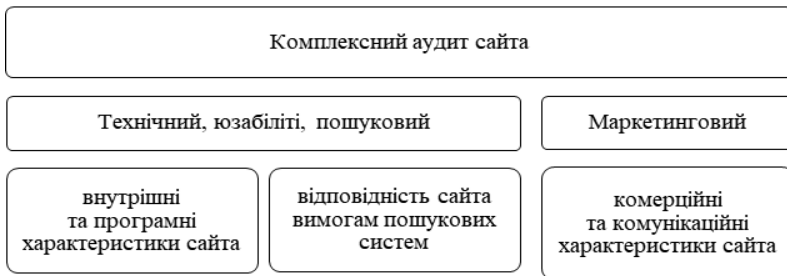 Комплексний аудит сайта
Технічний, юзабіліті, пошуковий
Маркетинговий
внутрішні
та програмні
характеристики сайта
відповідність сайта
вимогам пошукових
систем
комерційні
та комунікаційні
характеристики сайта